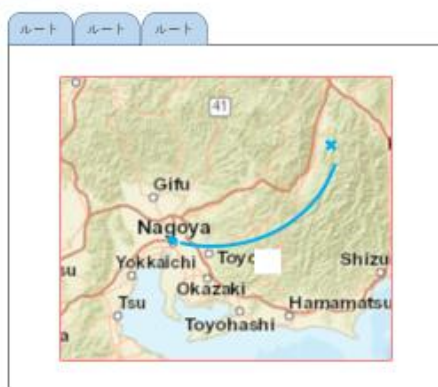 ルート ルート ルート
41
Gifu
Nagoya
Toyo
Yokkaichi
Shizu
su
Okazaki
Tsu
Hamamatsu
Toyohashi
a